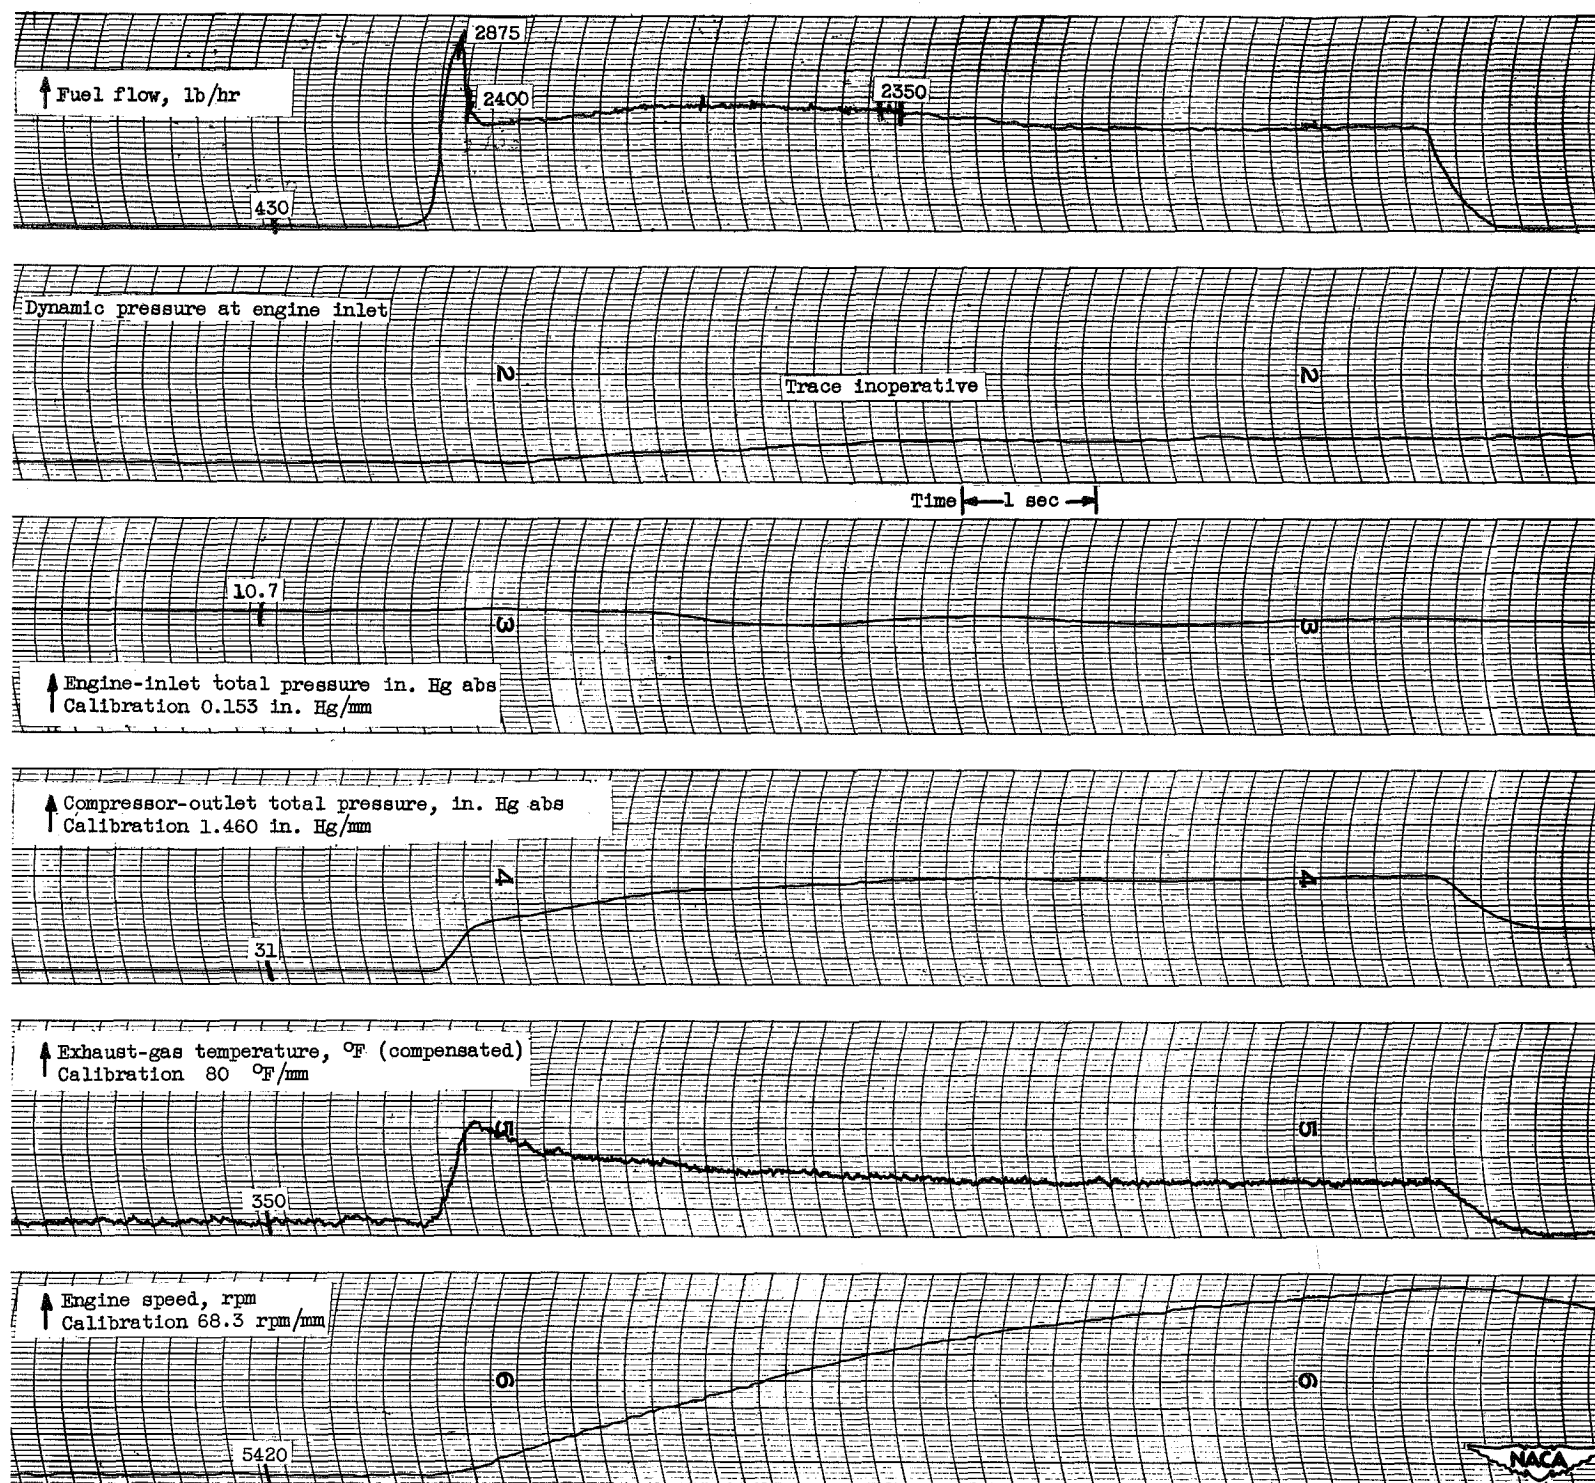 2875
Fuel flow, lb/hr
2400
2350
430
Dynamic pressure at engine inlet
2
2
Trace inoperative
Time 1 sec
10.7
3
3
Engine-inlet total pressure in. Hg abs
Calibration 0.153 in. Hg/mm
Compressor-outlet total pressure, in. Hg abs
Calibration 1.460 in. Hg/mm
4
4
31
Exhaust-gas temperature, °F (compensated)
Calibration 80 °F/mm
5
5
350
Engine speed, rpm
Calibration 68.3 rpm/mm
6
6
5420
NACA